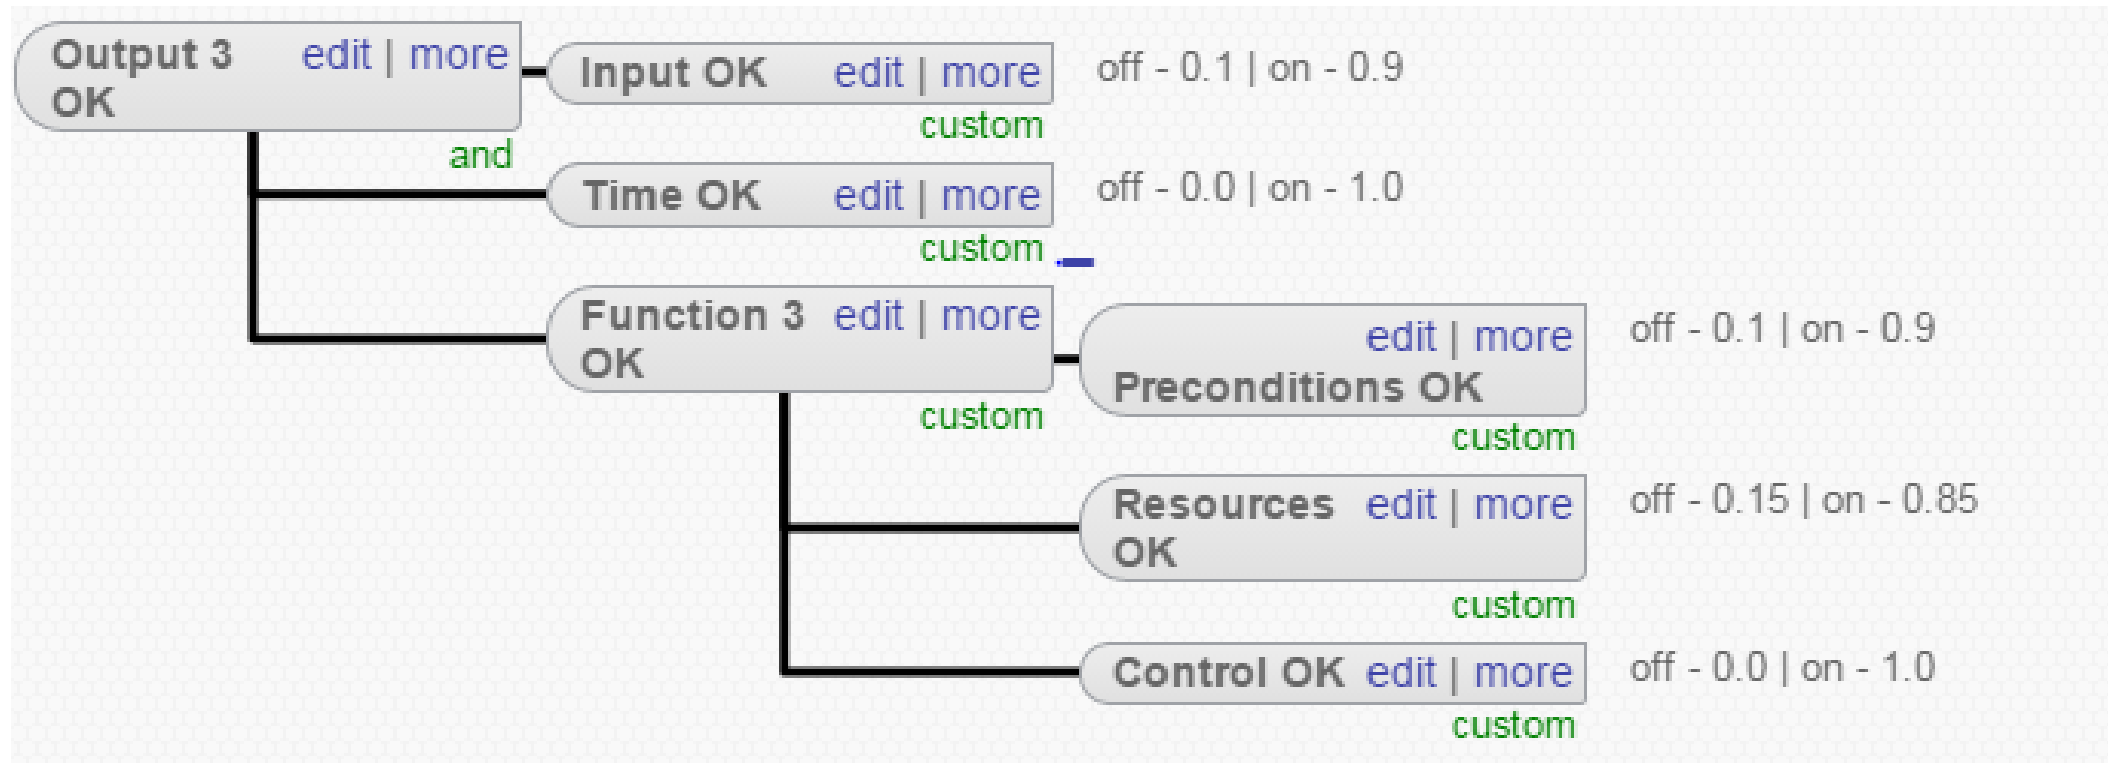 Output 3 edit | more
OK
and
Input OK edit | more off - 0.1 | on - 0.9
custom
Time OK edit | more off - 0.0 | on - 1.0
custom
Function 3 edit | more
OK
custom
edit | more off - 0.1 | on - 0.9
Preconditions OK
custom
Resources edit | more off - 0.15 | on - 0.85
OK
custom
Control OK edit | more off - 0.0 | on - 1.0
custom